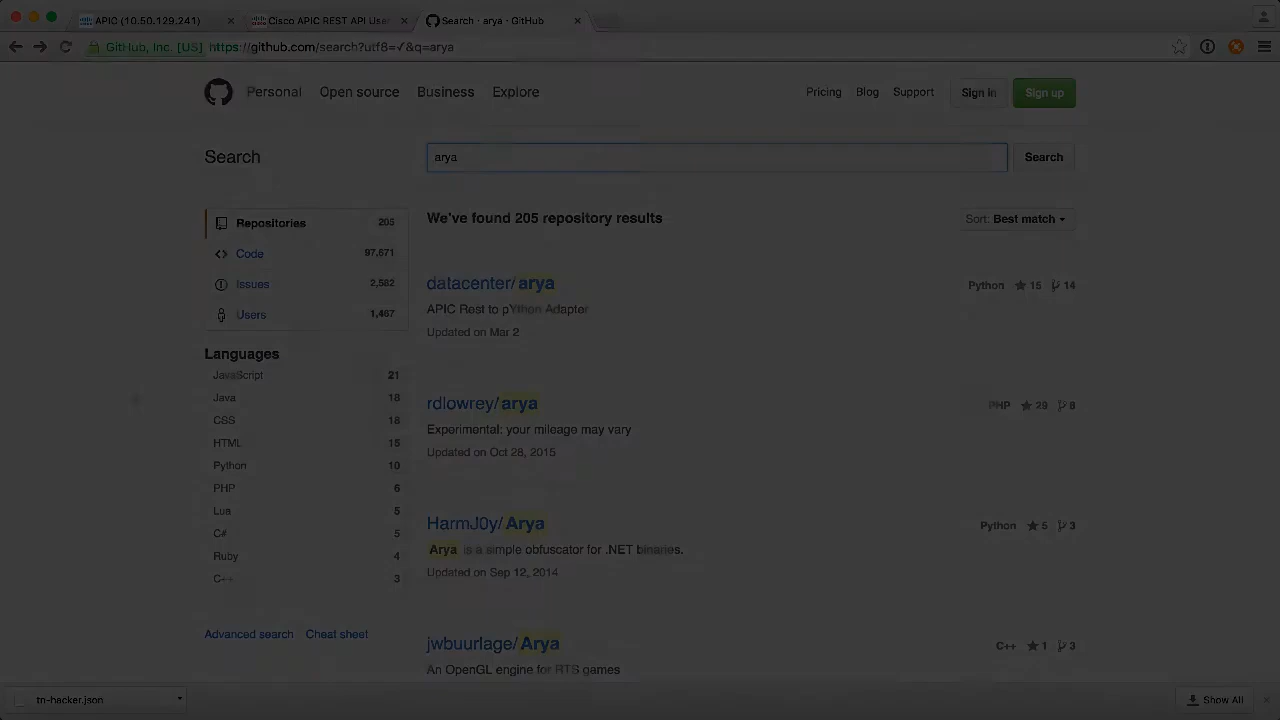 APIC (10.50.129.241)
Cisco APIC REST API User
Search · arya · GitHub
GitHub, Inc. [US] https://github.com/search?utf8=✓&q=arya
Personal Open source Business Explore
Pricing Blog Support Sign in Sign up
Search
arya
Search
Repositories 205
Code 97,671
Issues 2,582
Users 1,467
Languages
JavaScript 21
Java 18
CSS 18
HTML 15
Python 10
PHP 6
Lua 5
C# 5
Ruby 4
C++ 3
Advanced search Cheat sheet
We've found 205 repository results
Sort: Best match
datacenter/arya
Python 15 14
APIC Rest to pYthon Adapter
Updated on Mar 2
rdlowrey/arya
PHP 29 8
Experimental: your mileage may vary
Updated on Oct 28, 2015
HarmJ0y/Arya
Python 5 3
Arya is a simple obfuscator for .NET binaries.
Updated on Sep 12, 2014
jwbuurlage/Arya
C++ 1 3
An OpenGL engine for RTS games
tn-hacker.json
Show All